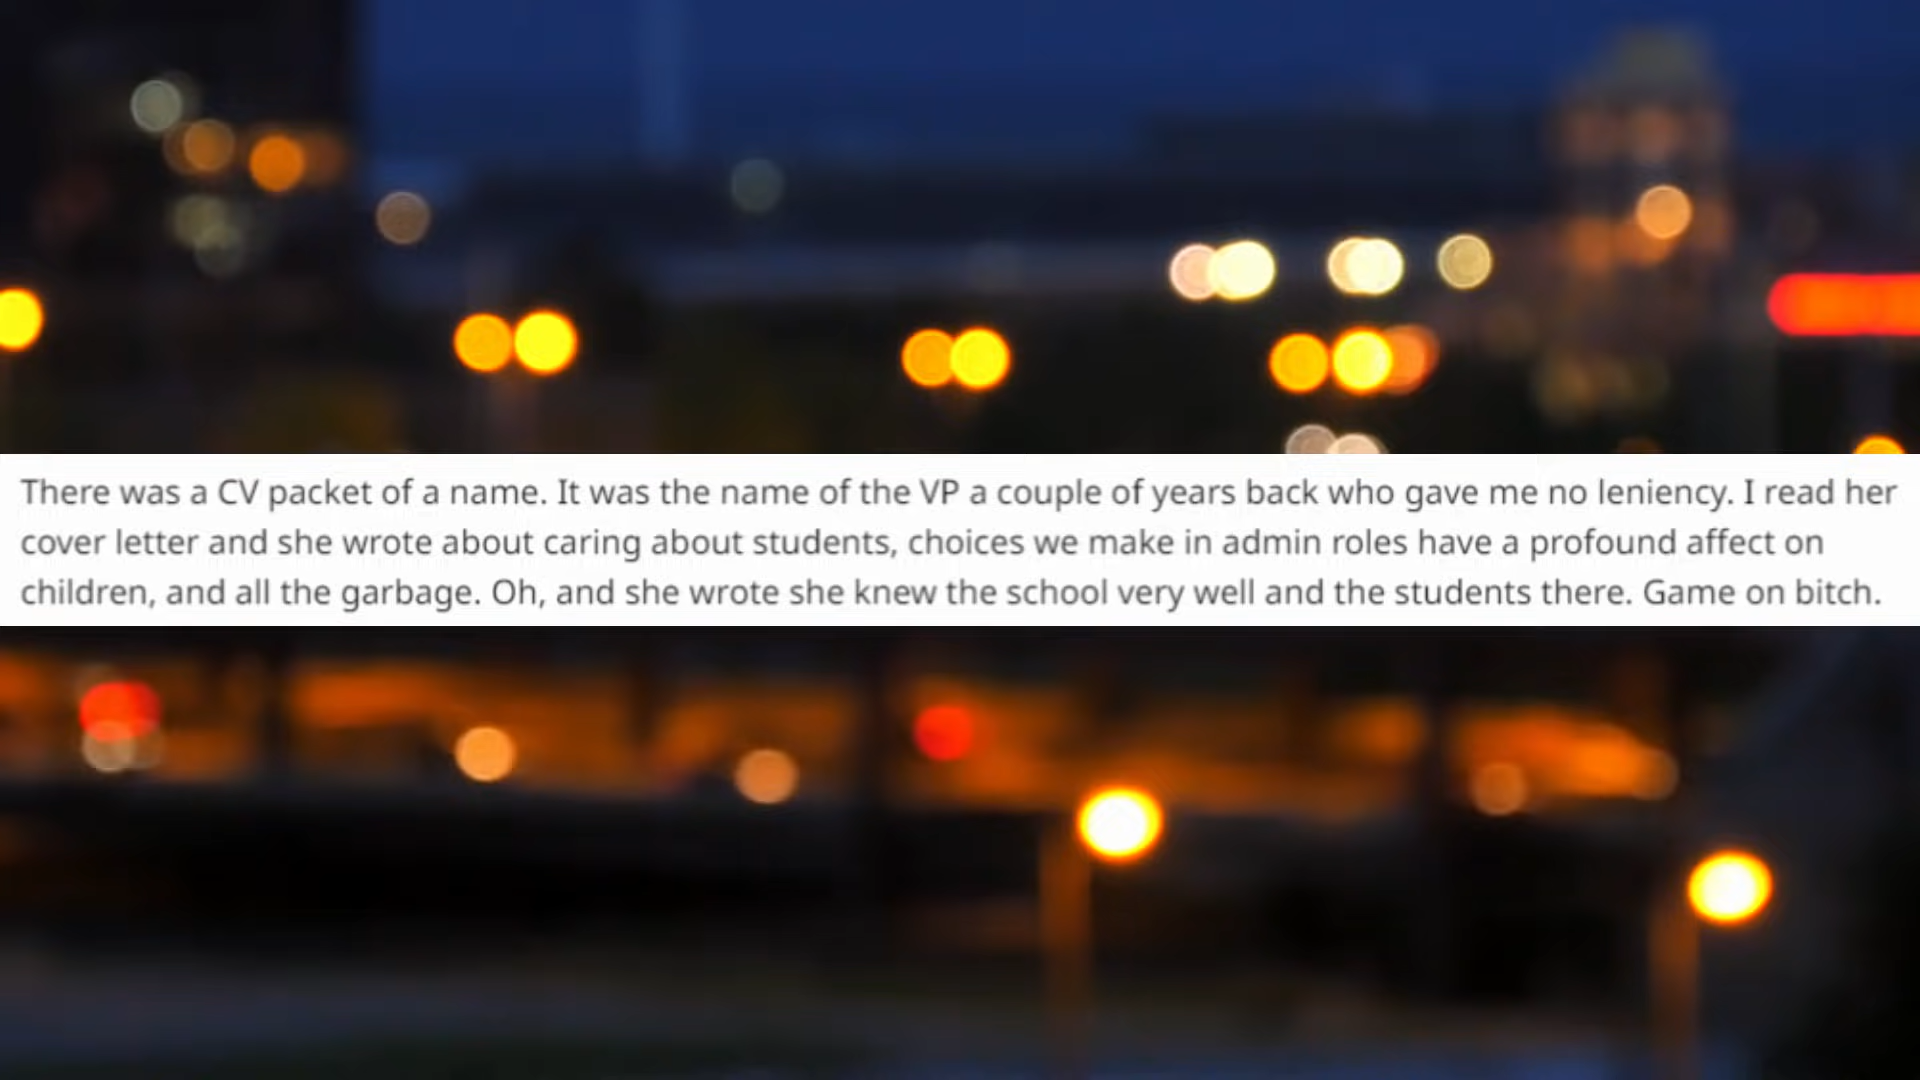 There was a CV packet of a name. It was the name of the VP a couple of years back who gave me no leniency. I read her
cover letter and she wrote about caring about students, choices we make in admin roles have a profound affect on
children, and all the garbage. Oh, and she wrote she knew the school very well and the students there. Game on bitch.